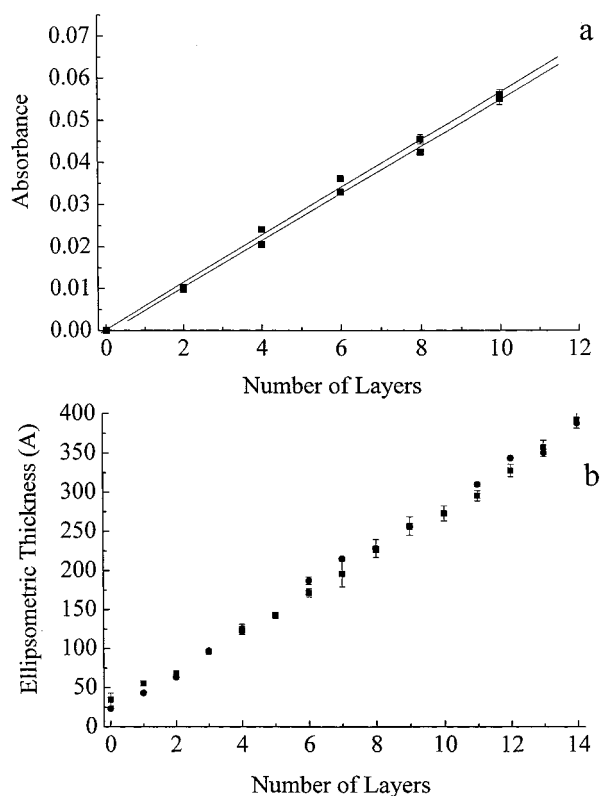 a
0.07
0.06
0.05
0.04
0.03
0.02
0.01
0.00
Absorbance
0 2 4 6 8 10 12
Number of Layers
b
400
350
300
250
200
150
100
50
0
Ellipsometric Thickness (A)
0 2 4 6 8 10 12 14
Number of Layers